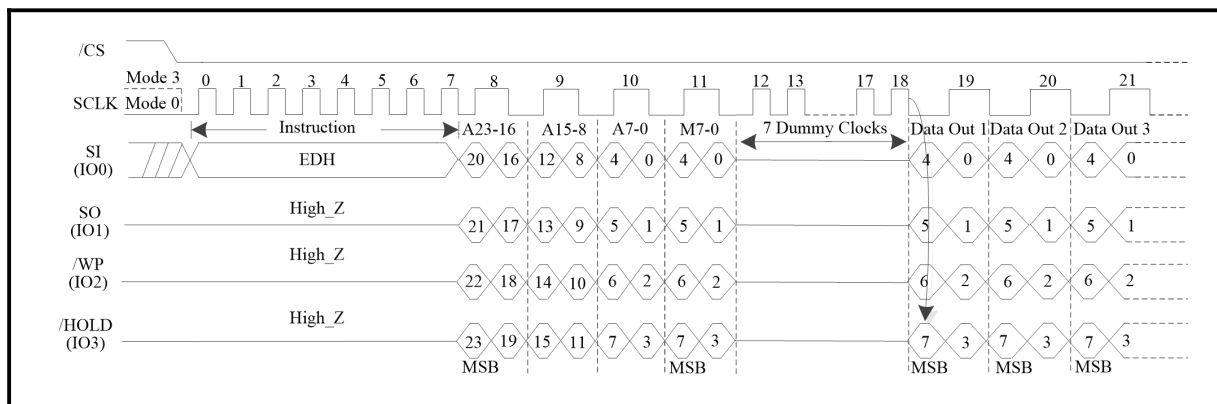 /CS
Mode 3 0 1 2 3 4 5 6 7 8 9 10 11 12 13 17 18 19 20 21
SCLK Mode 0
Instruction A23-16 A15-8 A7-0 M7-0 7 Dummy Clocks Data Out 1 Data Out 2 Data Out 3
SI
(IO0)
EDH 20 16 12 8 4 0 4 0 4 0 4 0 4 0
High_Z
SO
(IO1)
21 17 13 9 5 1 5 1 5 1 5 1 5 1
High_Z
/WP
(IO2)
22 18 14 10 6 2 6 2 6 2 6 2 6 2
High_Z
/HOLD
(IO3)
23 19 15 11 7 3 7 3 7 3 7 3 7 3
MSB MSB MSB MSB MSB